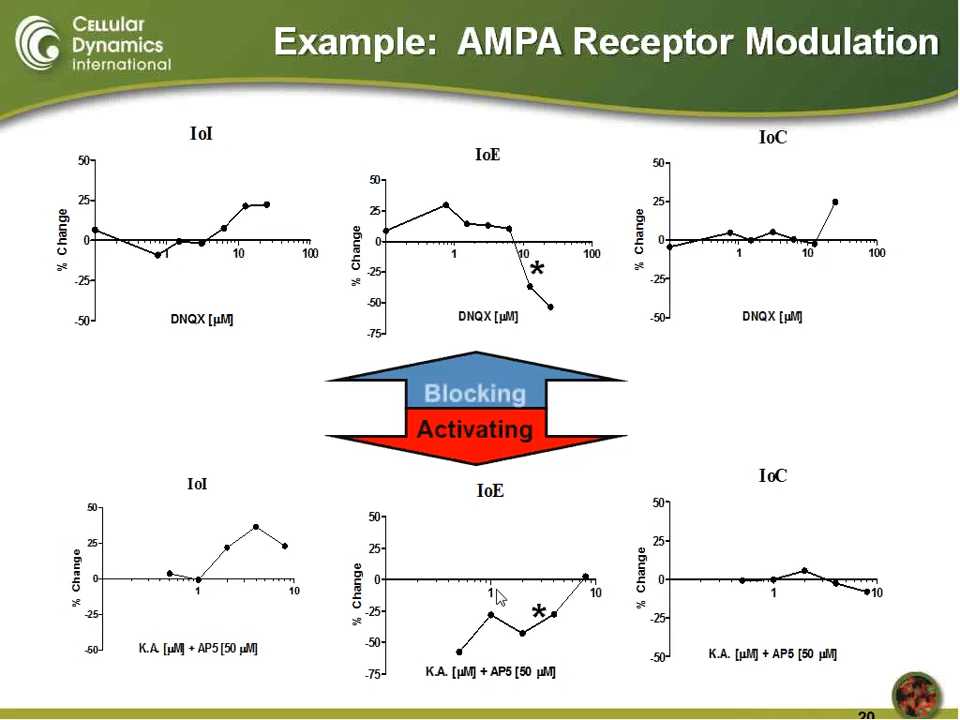 CELLULAR
Dynamics
international
Example: AMPA Receptor Modulation
IoI
50
25
0
-25
-50
% Change
1
10
100
DNQX [µM]
IoE
50
25
0
-25
-50
-75
% Change
1
10
100
*
DNQX [µM]
IoC
50
25
0
-25
-50
% Change
1
10
100
DNQX [µM]
Blocking
Activating
IoI
50
25
0
-25
-50
% Change
1
10
K.A. [µM] + AP5 [50 µM]
IoE
50
25
0
-25
-50
-75
% Change
1
10
*
K.A. [µM] + AP5 [50 µM]
IoC
50
25
0
-25
-50
% Change
1
10
K.A. [µM] + AP5 [50 µM]
20